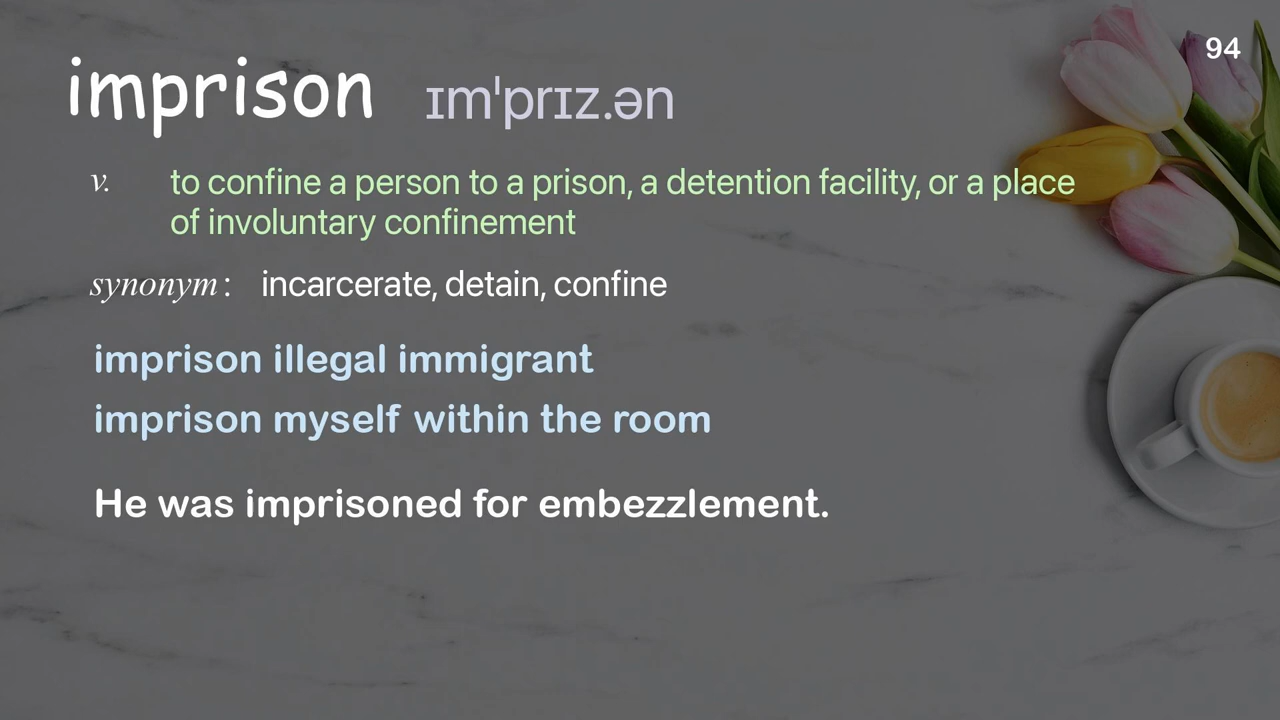 94
imprison ɪmˈprɪz.ən
v. to confine a person to a prison, a detention facility, or a place
of involuntary confinement
synonym: incarcerate, detain, confine
imprison illegal immigrant
imprison myself within the room
He was imprisoned for embezzlement.